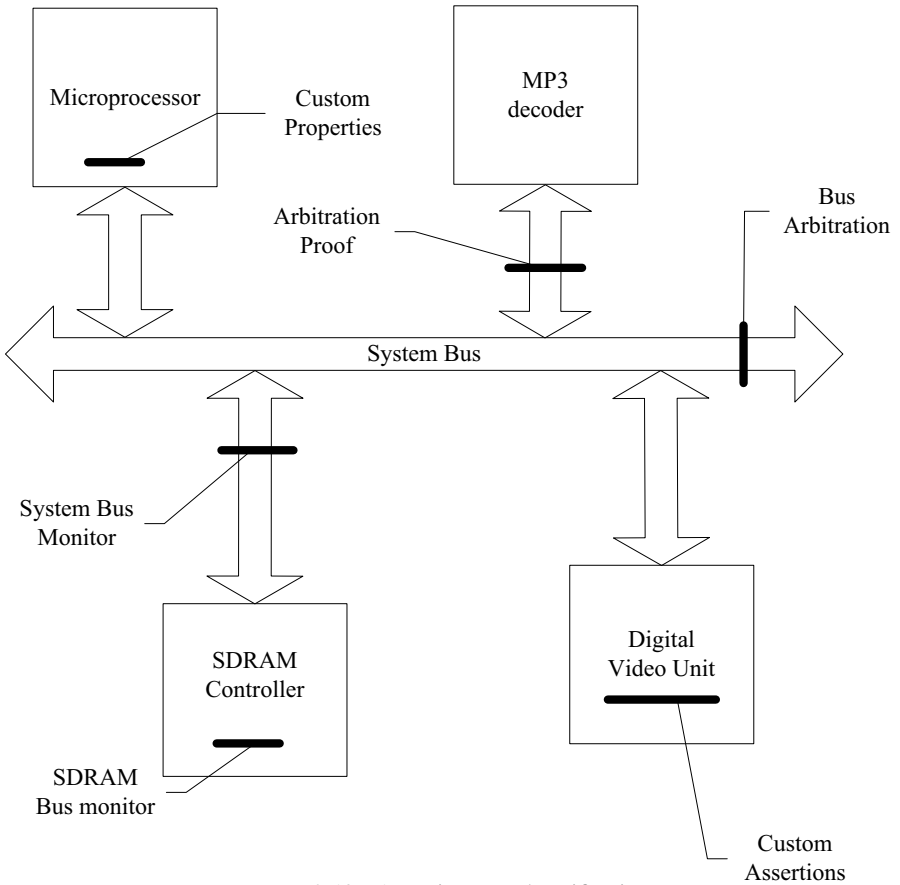 Microprocessor
Custom
Properties
MP3
decoder
Arbitration
Proof
Bus
Arbitration
System Bus
System Bus
Monitor
SDRAM
Controller
Digital
Video Unit
SDRAM
Bus monitor
Custom
Assertions